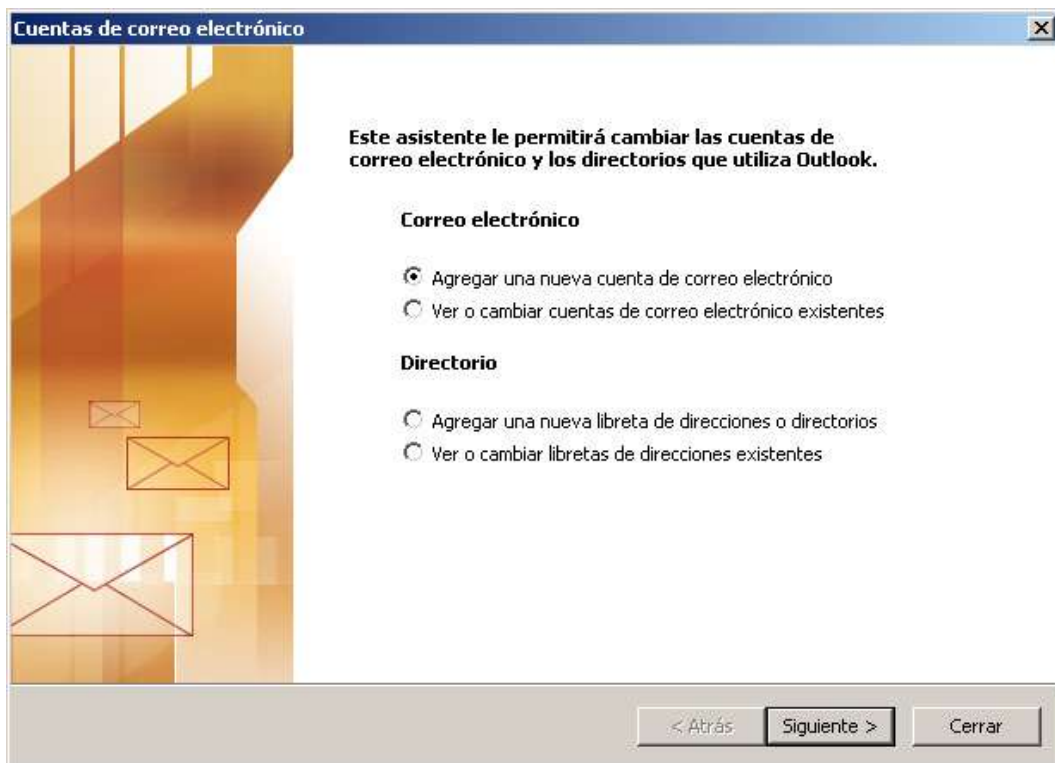 Cuentas de correo electrónico
Este asistente le permitirá cambiar las cuentas de
correo electrónico y los directorios que utiliza Outlook.
Correo electrónico
Agregar una nueva cuenta de correo electrónico
Ver o cambiar cuentas de correo electrónico existentes
Directorio
Agregar una nueva libreta de direcciones o directorios
Ver o cambiar libretas de direcciones existentes
< Atrás
Siguiente >
Cerrar